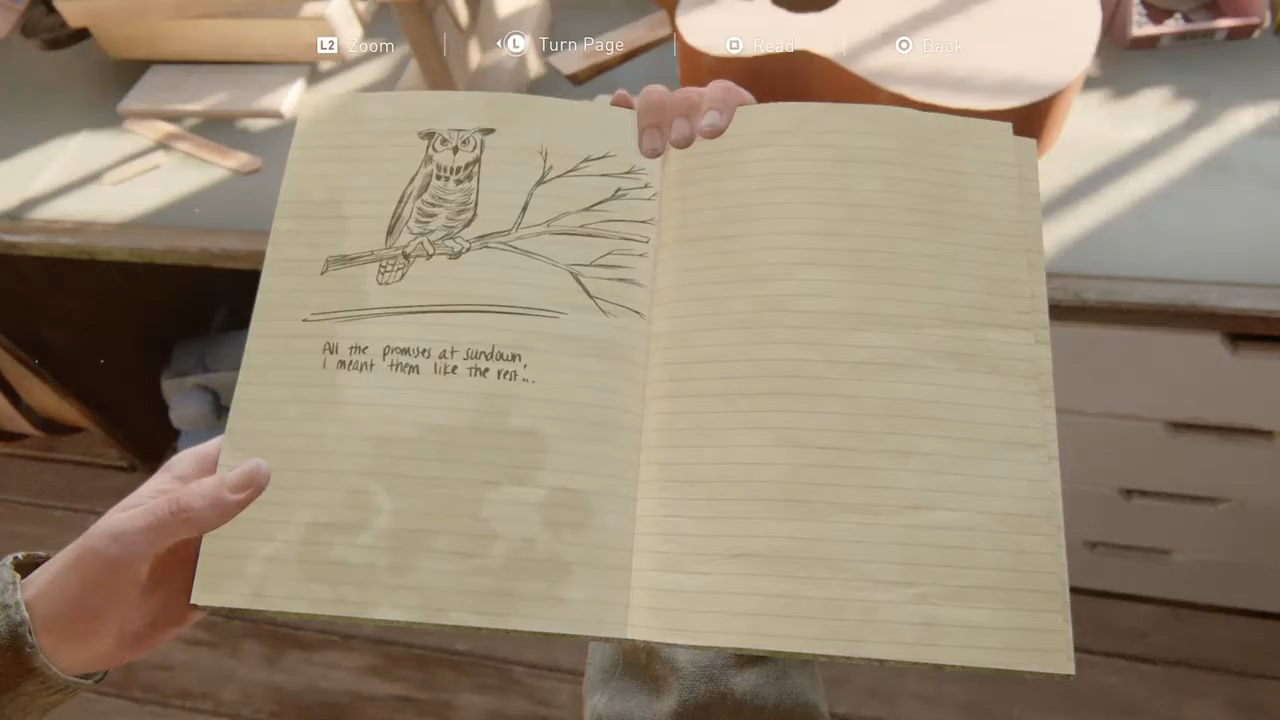 L2 Zoom L Turn Page Read Back
All the promises at sundown,
I meant them like the rest...